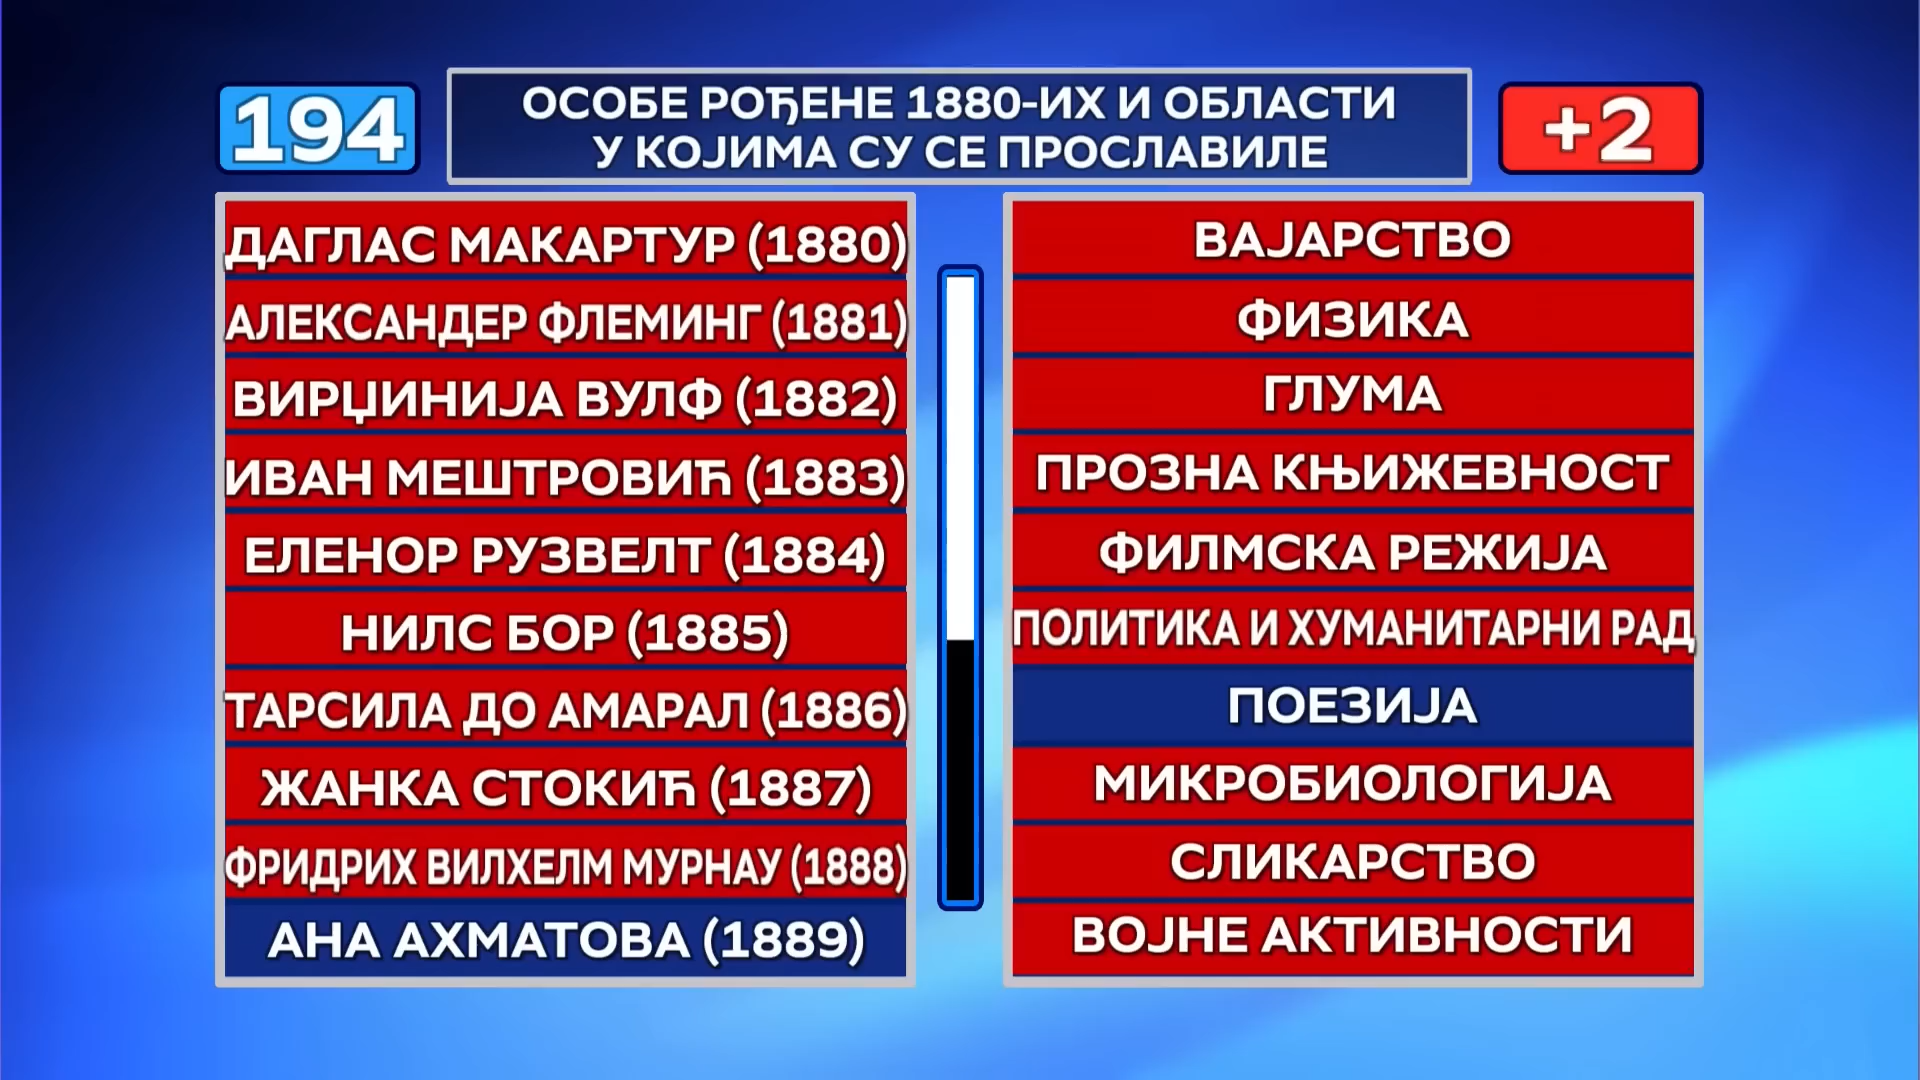 194
ОСОБЕ РОЂЕНЕ 1880-ИХ И ОБЛАСТИ
У КОЈИМА СУ СЕ ПРОСЛАВИЛЕ
+2
ДАГЛАС МАКАРТУР (1880)
АЛЕКСАНДЕР ФЛЕМИНГ (1881)
ВИРЏИНИЈА ВУЛФ (1882)
ИВАН МЕШТРОВИЋ (1883)
ЕЛЕНОР РУЗВЕЛТ (1884)
НИЛС БОР (1885)
ТАРСИЛА ДО АМАРАЛ (1886)
ЖАНКА СТОКИЋ (1887)
ФРИДРИХ ВИЛХЕЛМ МУРНАУ (1888)
АНА АХМАТОВА (1889)
ВАЈАРСТВО
ФИЗИКА
ГЛУМА
ПРОЗНА КЊИЖЕВНОСТ
ФИЛМСКА РЕЖИЈА
ПОЛИТИКА И ХУМАНИТАРНИ РАД
ПОЕЗИЈА
МИКРОБИОЛОГИЈА
СЛИКАРСТВО
ВОЈНЕ АКТИВНОСТИ